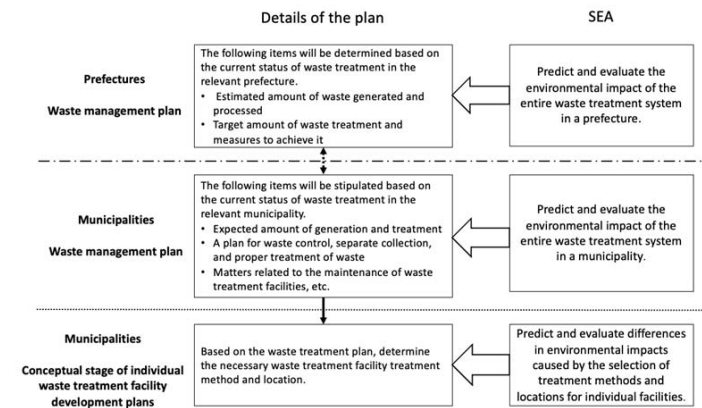 Details of the plan
SEA
Prefectures
Waste management plan
The following items will be determined based on
the current status of waste treatment in the
relevant prefecture.
• Estimated amount of waste generated and
processed
• Target amount of waste treatment and
measures to achieve it
Predict and evaluate the
environmental impact of the
entire waste treatment system
in a prefecture.
Municipalities
Waste management plan
The following items will be stipulated based on
the current status of waste treatment in the
relevant municipality.
• Expected amount of generation and treatment
• A plan for waste control, separate collection,
and proper treatment of waste
• Matters related to the maintenance of waste
treatment facilities, etc.
Predict and evaluate the
environmental impact of the
entire waste treatment system
in a municipality.
Municipalities
Conceptual stage of individual
waste treatment facility
development plans
Based on the waste treatment plan, determine
the necessary waste treatment facility treatment
method and location.
Predict and evaluate differences
in environmental impacts
caused by the selection of
treatment methods and
locations for individual facilities.